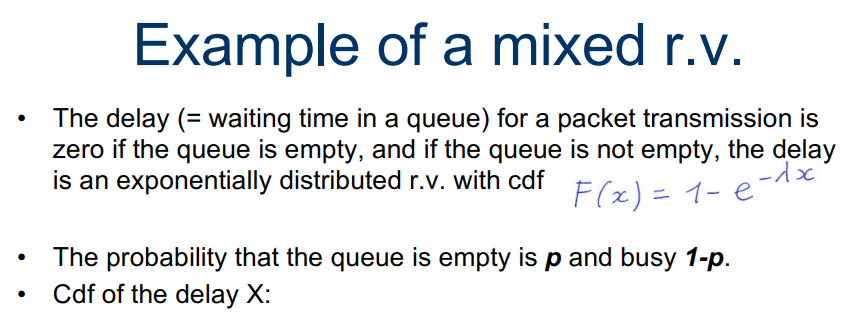 Example of a mixed r.v.
• The delay (= waiting time in a queue) for a packet transmission is
zero if the queue is empty, and if the queue is not empty, the delay
is an exponentially distributed r.v. with cdf F(x) = 1 - e^{-λx}
• The probability that the queue is empty is p and busy 1-p.
• Cdf of the delay X: